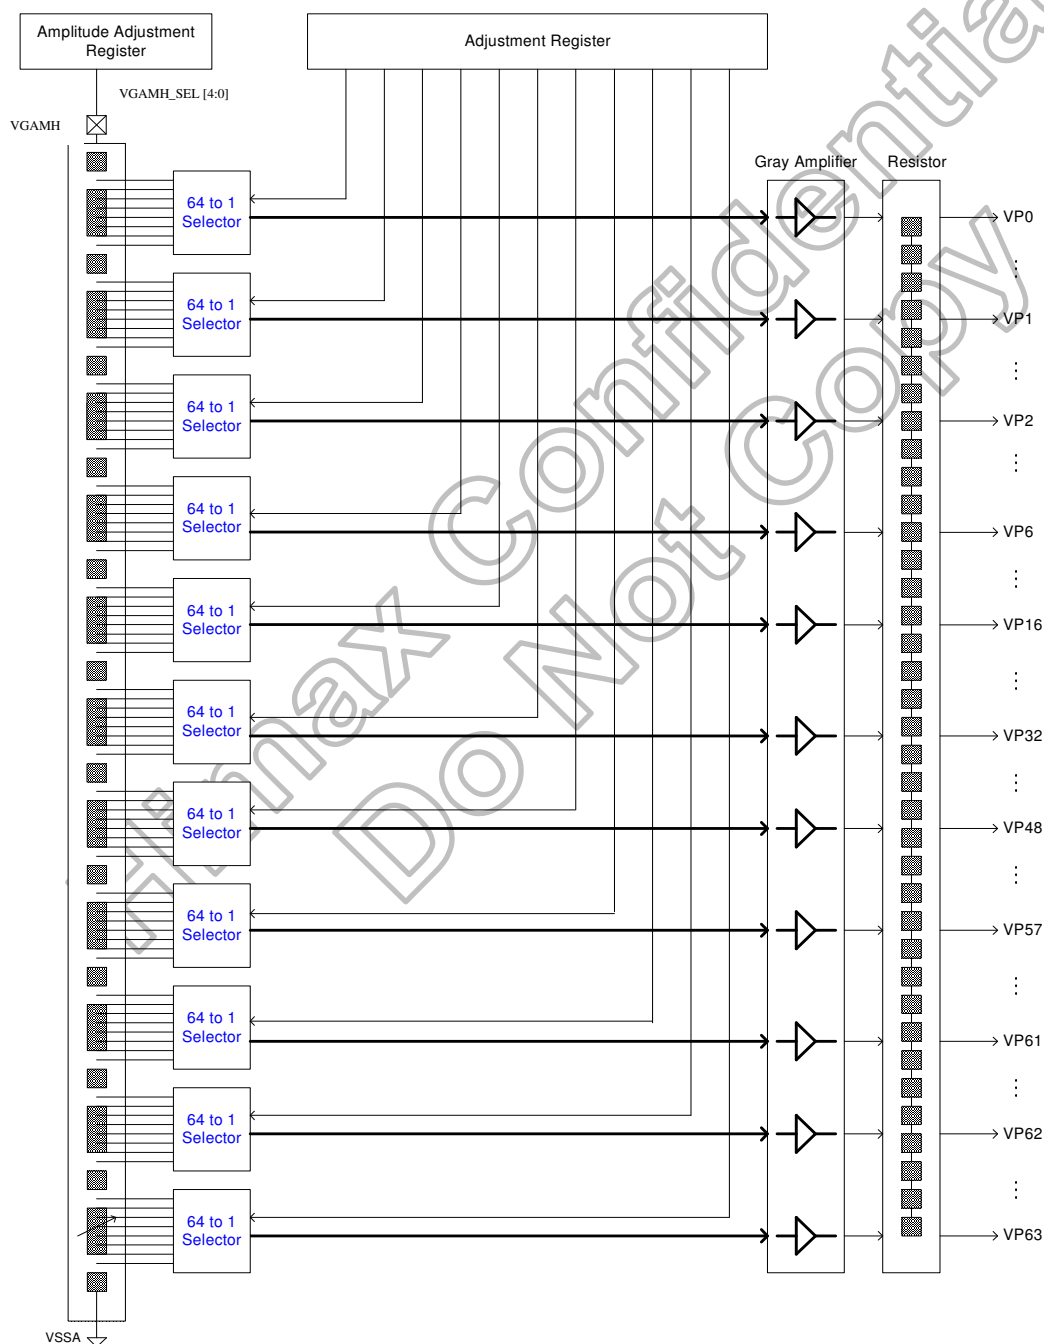 Amplitude Adjustment
Register
Adjustment Register
VGAMH_SEL [4:0]
VGAMH
Gray Amplifier
Resistor
64 to 1
Selector
VP0
64 to 1
Selector
VP1
64 to 1
Selector
VP2
64 to 1
Selector
VP6
64 to 1
Selector
VP16
64 to 1
Selector
VP32
64 to 1
Selector
VP48
64 to 1
Selector
VP57
64 to 1
Selector
VP61
64 to 1
Selector
VP62
64 to 1
Selector
VP63
VSSA
Himax Confidential
Do Not Copy